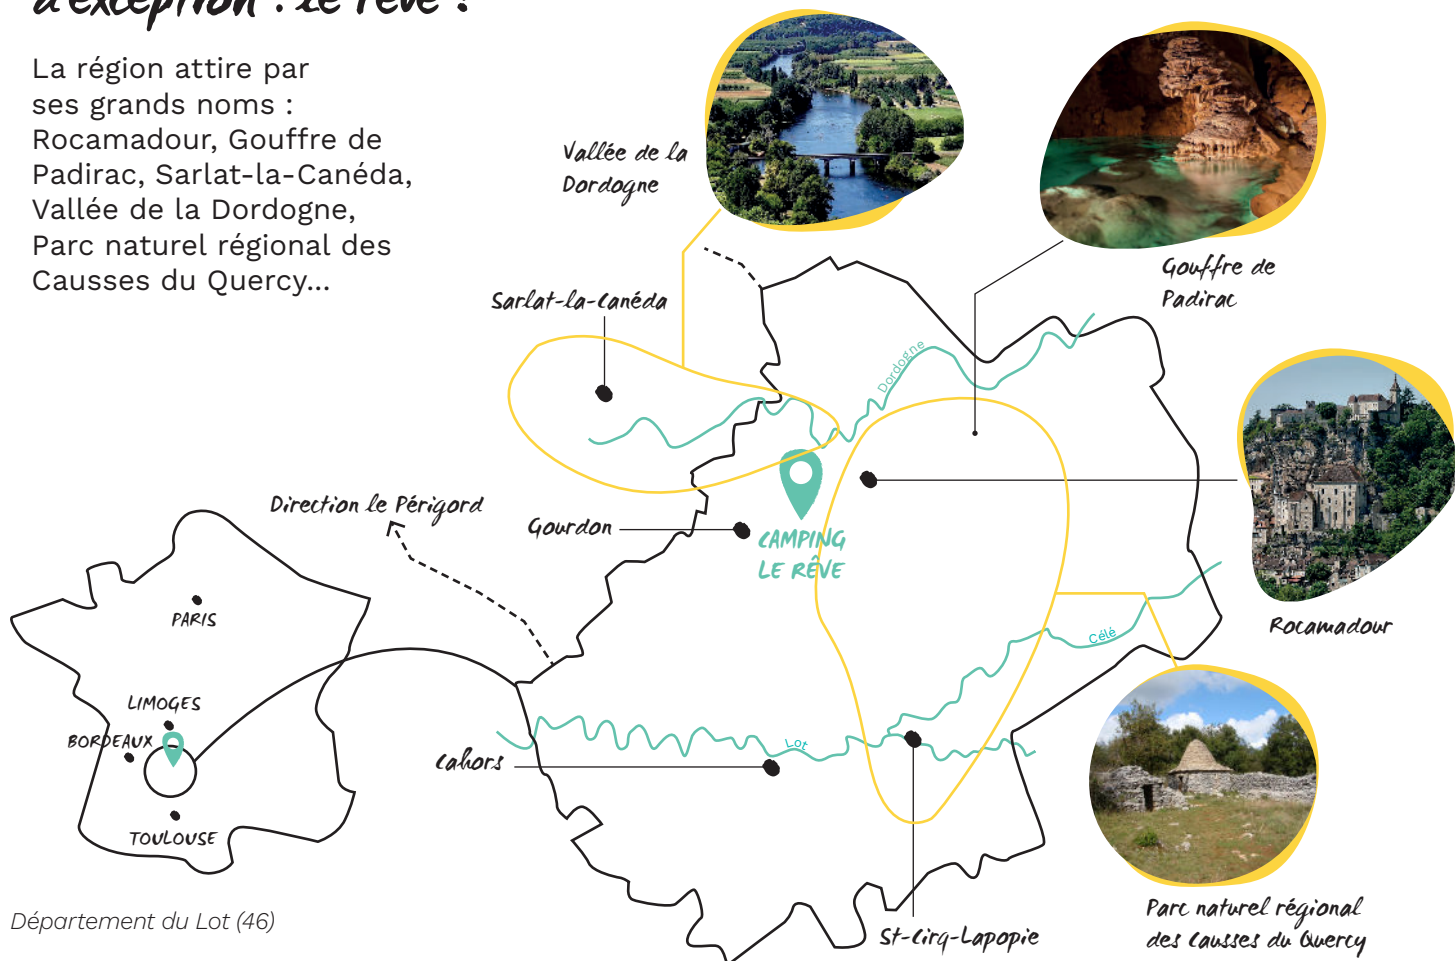 d'exception : le rêve !
La région attire par
ses grands noms :
Rocamadour, Gouffre de
Padirac, Sarlat-la-Canéda,
Vallée de la Dordogne,
Parc naturel régional des
Causses du Quercy...
Vallée de la
Dordogne
Gouffre de
Padirac
Sarlat-la-Canéda
Dordogne
Direction le Périgord
Gourdon
CAMPING
LE RÊVE
Rocamadour
PARIS
LIMOGES
BORDEAUX
TOULOUSE
Célé
Lot
Cahors
St-Cirq-Lapopie
Parc naturel régional
des Causses du Quercy
Département du Lot (46)